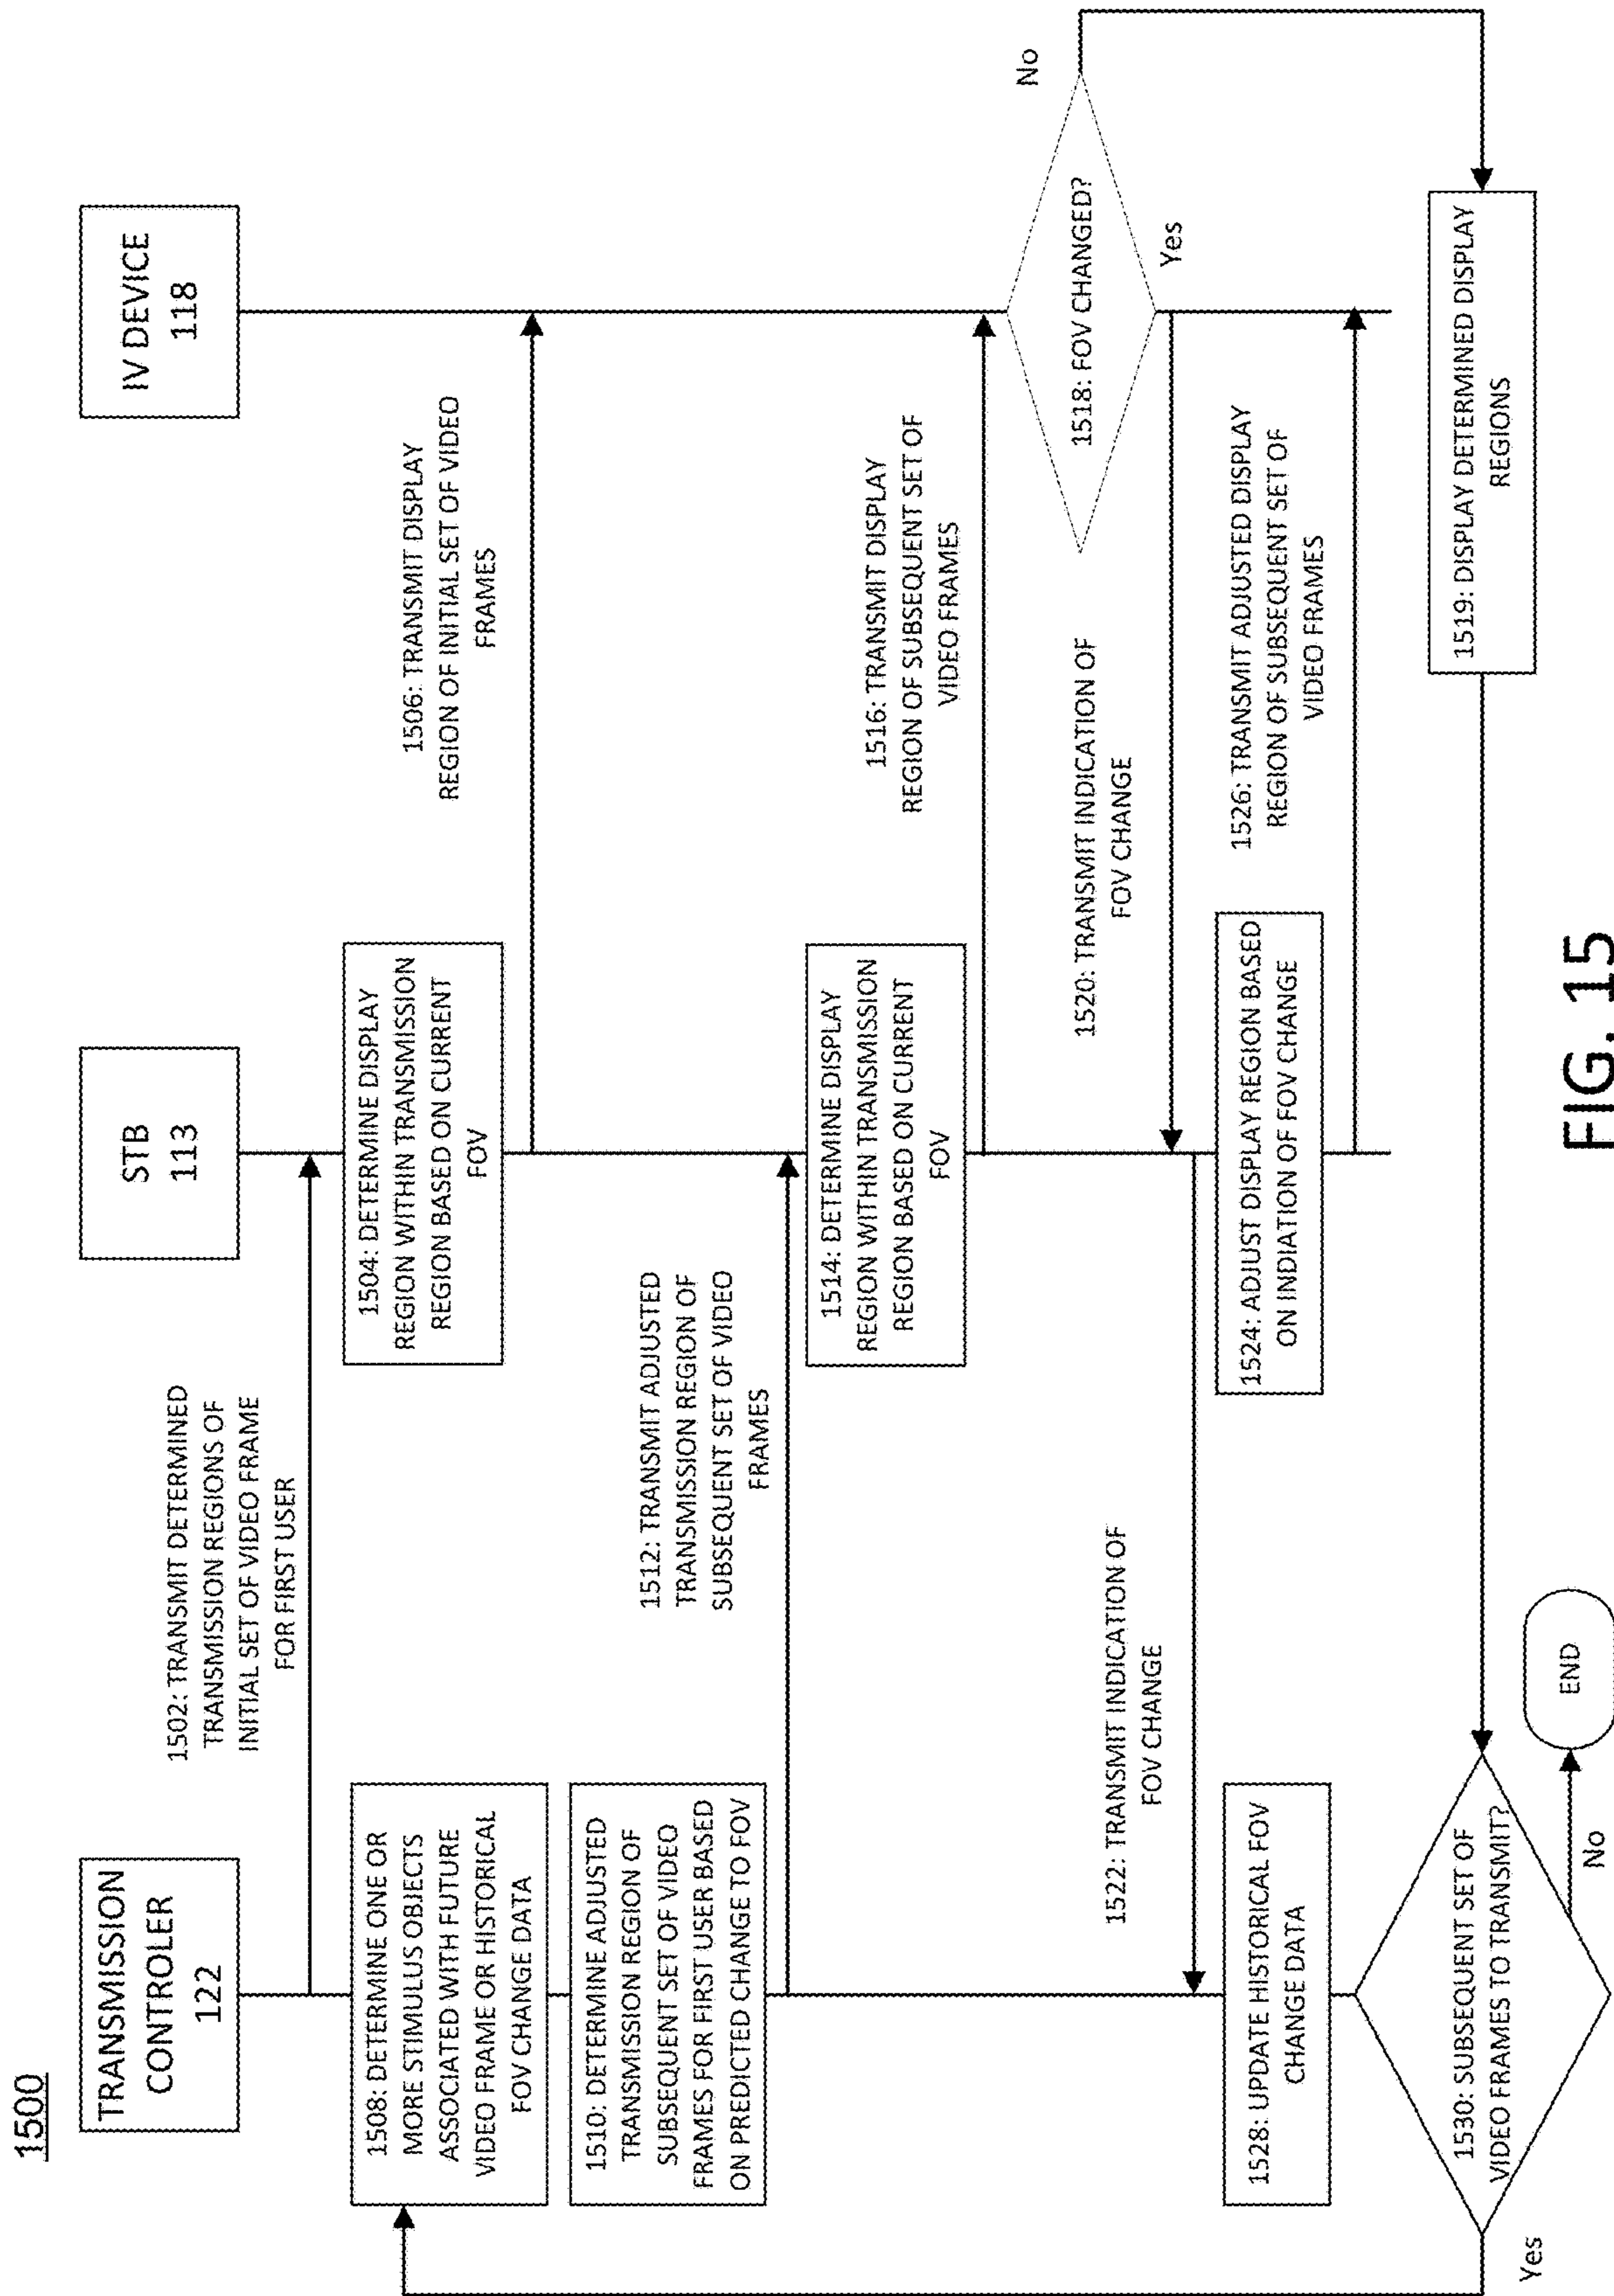 1500
TRANSMISSION
CONTROLER
122
STB
113
IV DEVICE
118
1502: TRANSMIT DETERMINED
TRANSMISSION REGIONS OF
INITIAL SET OF VIDEO FRAME
FOR FIRST USER
1504: DETERMINE DISPLAY
REGION WITHIN TRANSMISSION
REGION BASED ON CURRENT
FOV
1506: TRANSMIT DISPLAY
REGION OF INITIAL SET OF VIDEO
FRAMES
1508: DETERMINE ONE OR
MORE STIMULUS OBJECTS
ASSOCIATED WITH FUTURE
VIDEO FRAME OR HISTORICAL
FOV CHANGE DATA
1510: DETERMINE ADJUSTED
TRANSMISSION REGION OF
SUBSEQUENT SET OF VIDEO
FRAMES FOR FIRST USER BASED
ON PREDICTED CHANGE TO FOV
1512: TRANSMIT ADJUSTED
TRANSMISSION REGION OF
SUBSEQUENT SET OF VIDEO
FRAMES
1514: DETERMINE DISPLAY
REGION WITHIN TRANSMISSION
REGION BASED ON CURRENT
FOV
1516: TRANSMIT DISPLAY
REGION OF SUBSEQUENT SET OF
VIDEO FRAMES
1518: FOV CHANGED?
No
Yes
1520: TRANSMIT INDICATION OF
FOV CHANGE
1522: TRANSMIT INDICATION OF
FOV CHANGE
1524: ADJUST DISPLAY REGION BASED
ON INDIATION OF FOV CHANGE
1526: TRANSMIT ADJUSTED DISPLAY
REGION OF SUBSEQUENT SET OF
VIDEO FRAMES
1528: UPDATE HISTORICAL FOV
CHANGE DATA
1519: DISPLAY DETERMINED DISPLAY
REGIONS
1530: SUBSEQUENT SET OF
VIDEO FRAMES TO TRANSMIT?
Yes
No
END
FIG. 15